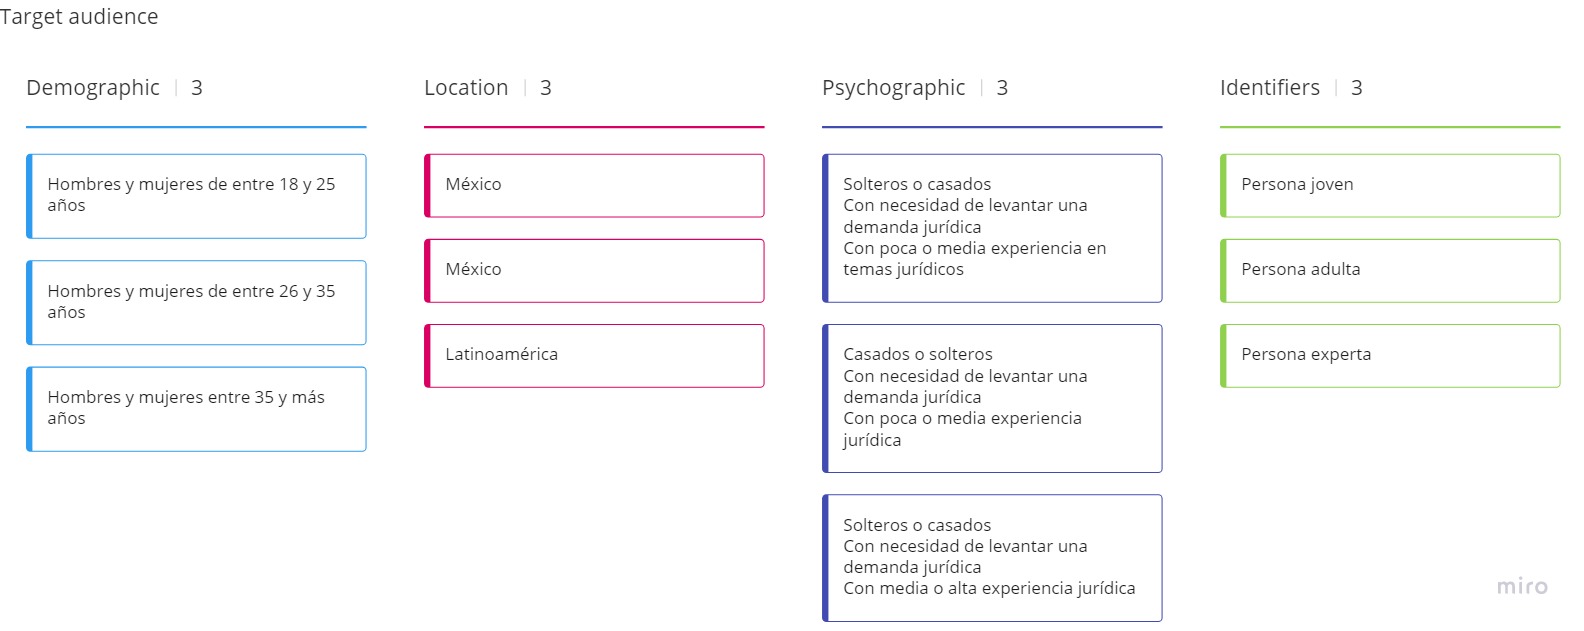 Target audience
Demographic 3
Hombres y mujeres de entre 18 y 25
años
Hombres y mujeres de entre 26 y 35
años
Hombres y mujeres entre 35 y más
años
Location 3
México
México
Latinoamérica
Psychographic 3
Solteros o casados
Con necesidad de levantar una
demanda jurídica
Con poca o media experiencia en
temas jurídicos
Casados o solteros
Con necesidad de levantar una
demanda jurídica
Con poca o media experiencia
jurídica
Solteros o casados
Con necesidad de levantar una
demanda jurídica
Con media o alta experiencia jurídica
Identifiers 3
Persona joven
Persona adulta
Persona experta
miro